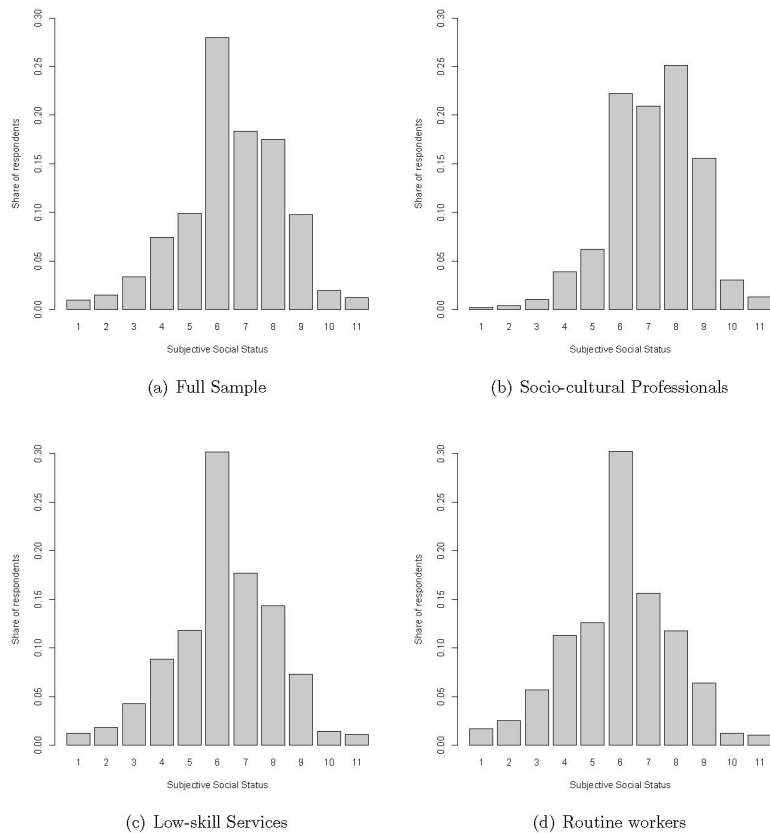 Share of respondents
0.00 0.05 0.10 0.15 0.20 0.25 0.30
1 2 3 4 5 6 7 8 9 10 11
Subjective Social Status
(a) Full Sample
Share of respondents
0.00 0.05 0.10 0.15 0.20 0.25 0.30
1 2 3 4 5 6 7 8 9 10 11
Subjective Social Status
(b) Socio-cultural Professionals
Share of respondents
0.00 0.05 0.10 0.15 0.20 0.25 0.30
1 2 3 4 5 6 7 8 9 10 11
Subjective Social Status
(c) Low-skill Services
Share of respondents
0.00 0.05 0.10 0.15 0.20 0.25 0.30
1 2 3 4 5 6 7 8 9 10 11
Subjective Social Status
(d) Routine workers